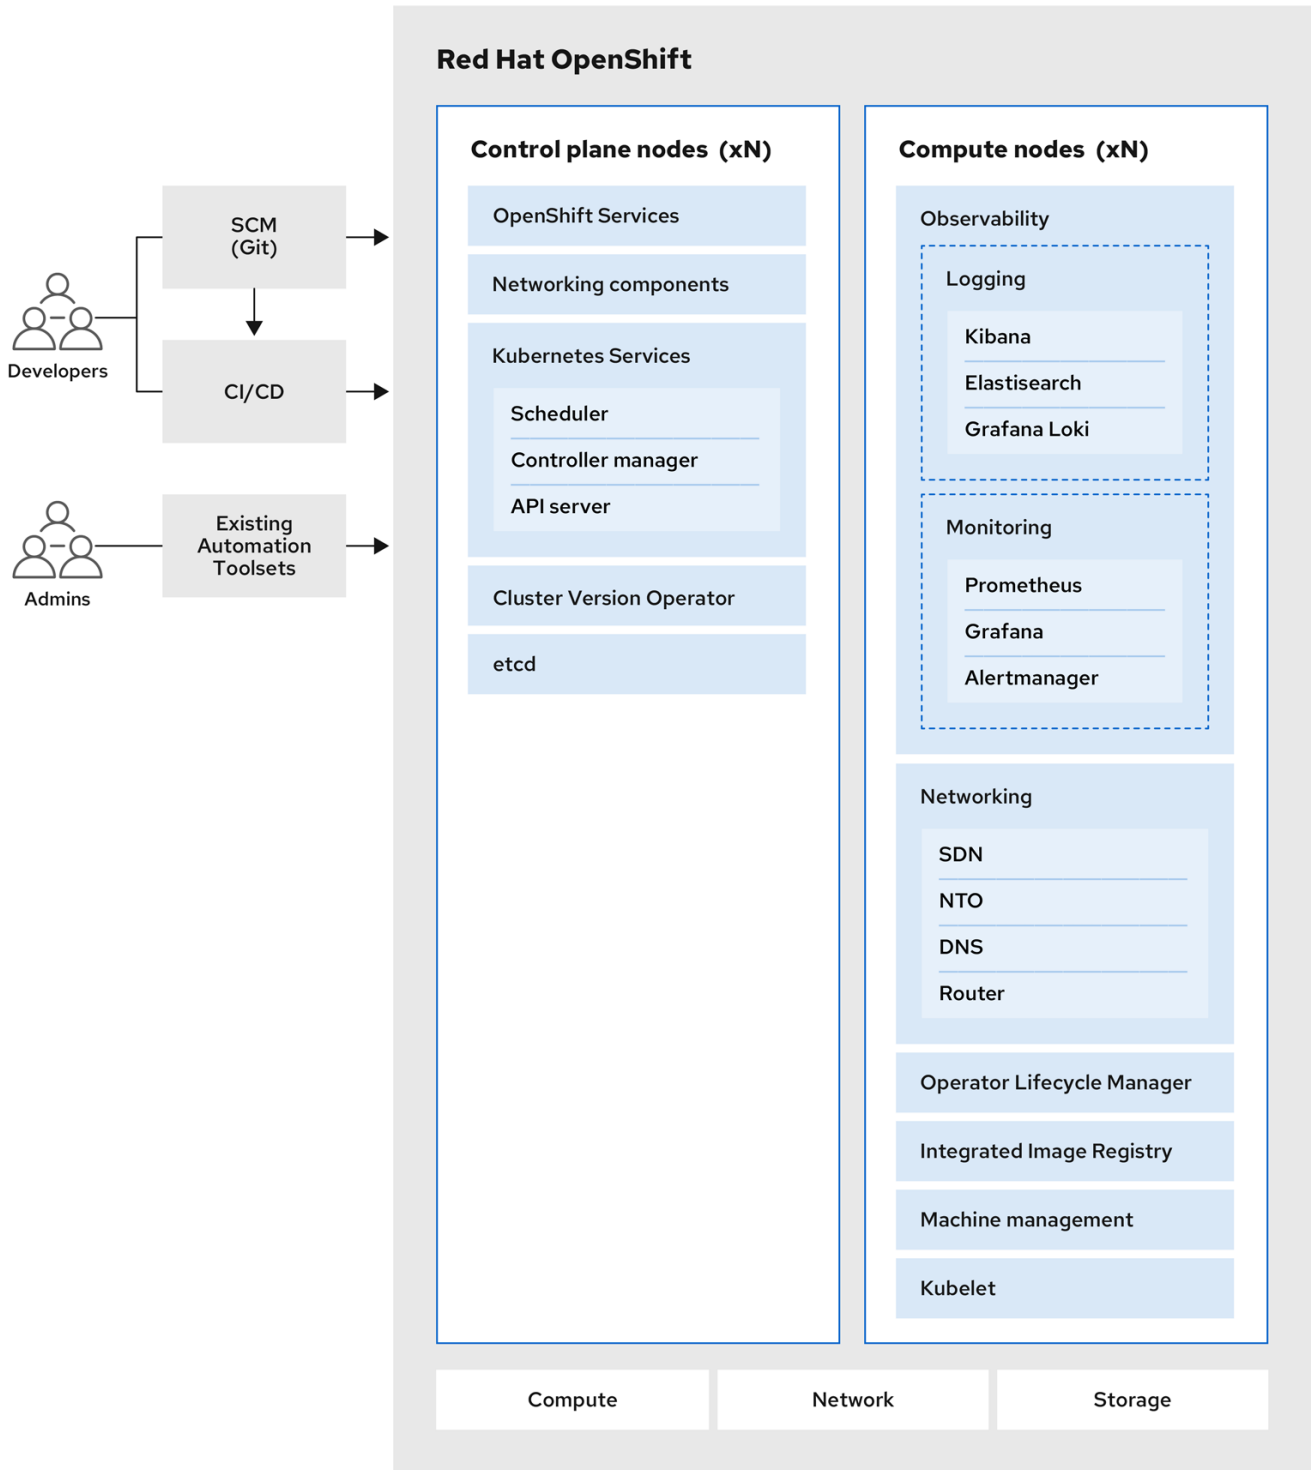 Red Hat OpenShift
Developers
SCM
(Git)
CI/CD
Admins
Existing
Automation
Toolsets
Control plane nodes (xN)
OpenShift Services
Networking components
Kubernetes Services
Scheduler
Controller manager
API server
Cluster Version Operator
etcd
Compute nodes (xN)
Observability
Logging
Kibana
Elastisearch
Grafana Loki
Monitoring
Prometheus
Grafana
Alertmanager
Networking
SDN
NTO
DNS
Router
Operator Lifecycle Manager
Integrated Image Registry
Machine management
Kubelet
Compute
Network
Storage